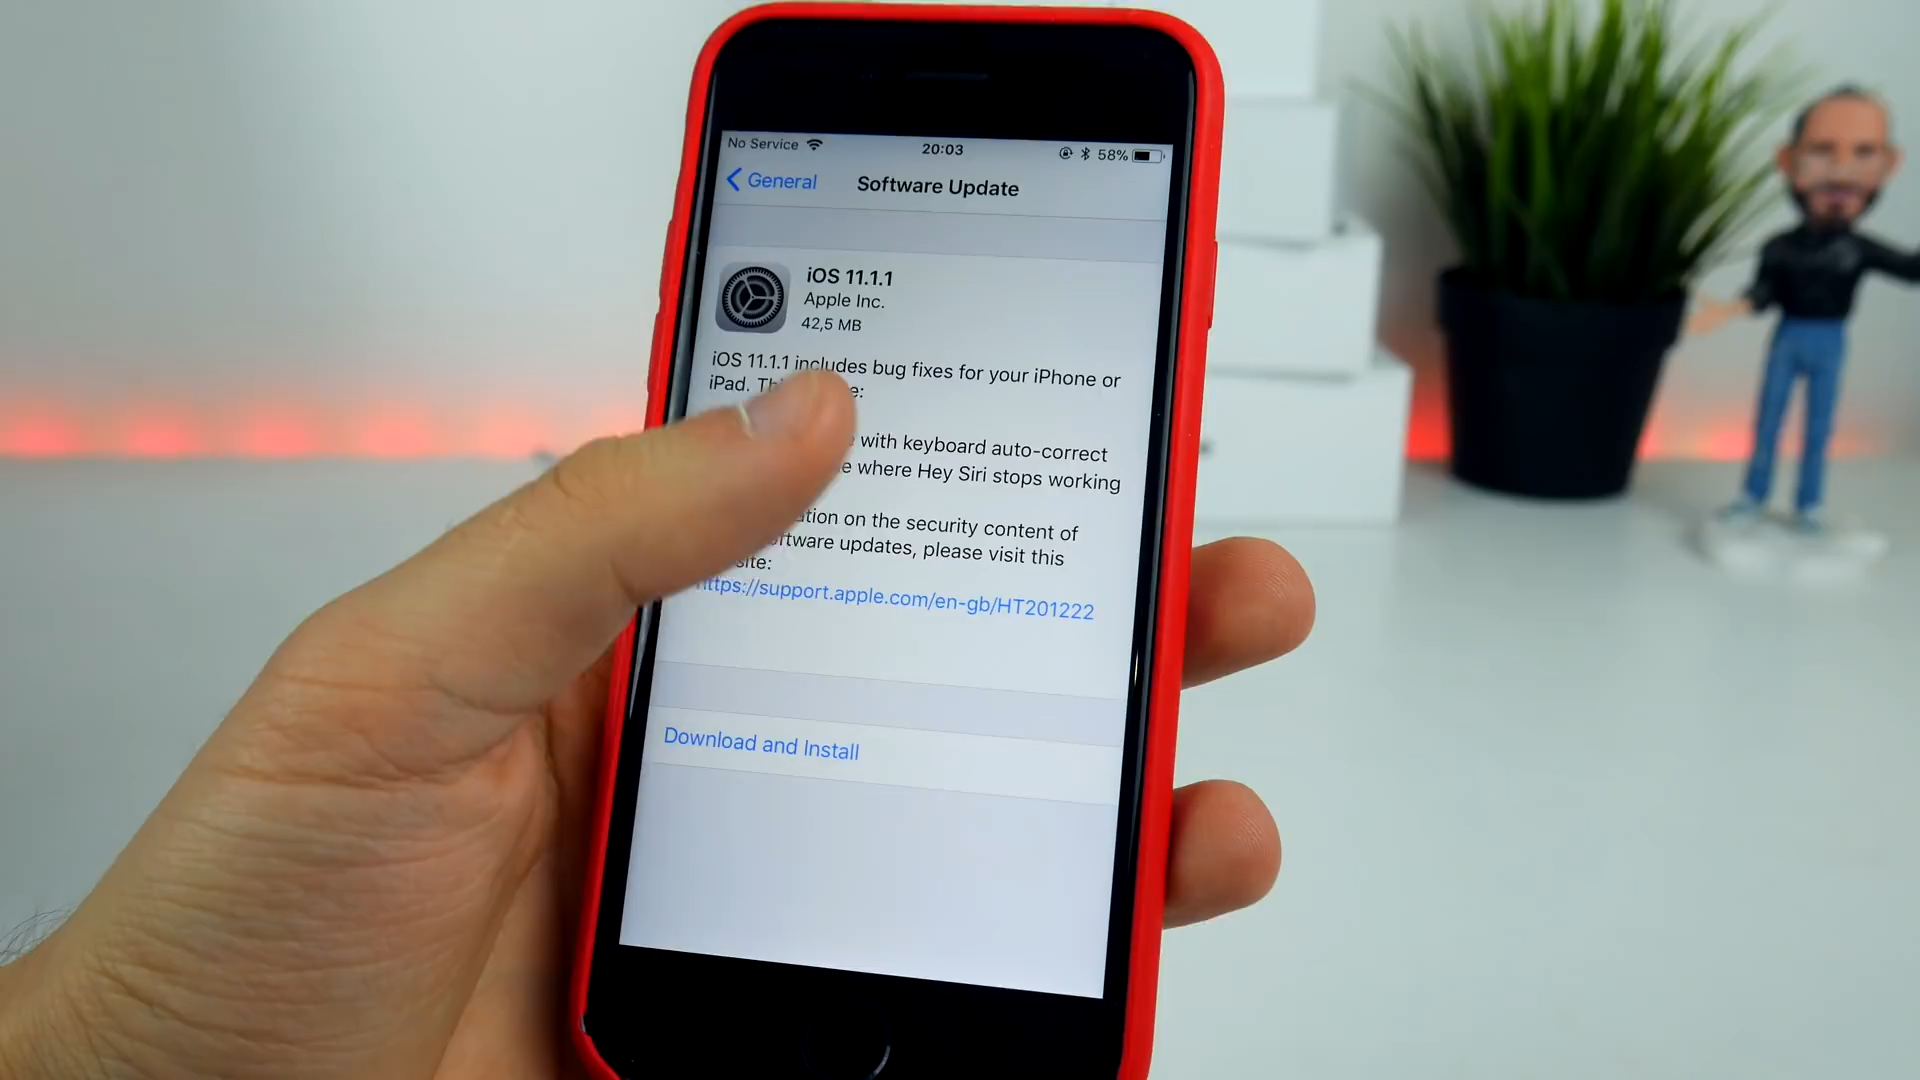 No Service 20:03 58%
General Software Update
iOS 11.1.1
Apple Inc.
42,5 MB
iOS 11.1.1 includes bug fixes for your iPhone or
iPad.
with keyboard auto-correct
where Hey Siri stops working
on the security content of
updates, please visit this
https://support.apple.com/en-gb/HT201222
Download and Install